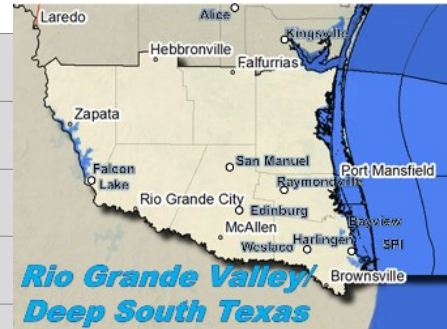 Laredo
Alice
Kingsville
Hebbronville
Falfurrias
Zapata
San Manuel
Port Mansfield
Falcon
Lake
Raymondville
Rio Grande City
Edinburg
McAllen
Bayview
Weslaco
Harlingen
SPI
Brownsville
Rio Grande Valley/
Deep South Texas